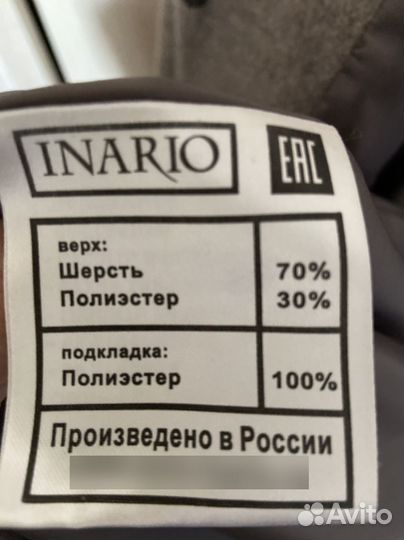 INARIO EAC
верх:
Шерсть 70%
Полиэстер 30%
подкладка:
Полиэстер 100%
Произведено в России
Avito